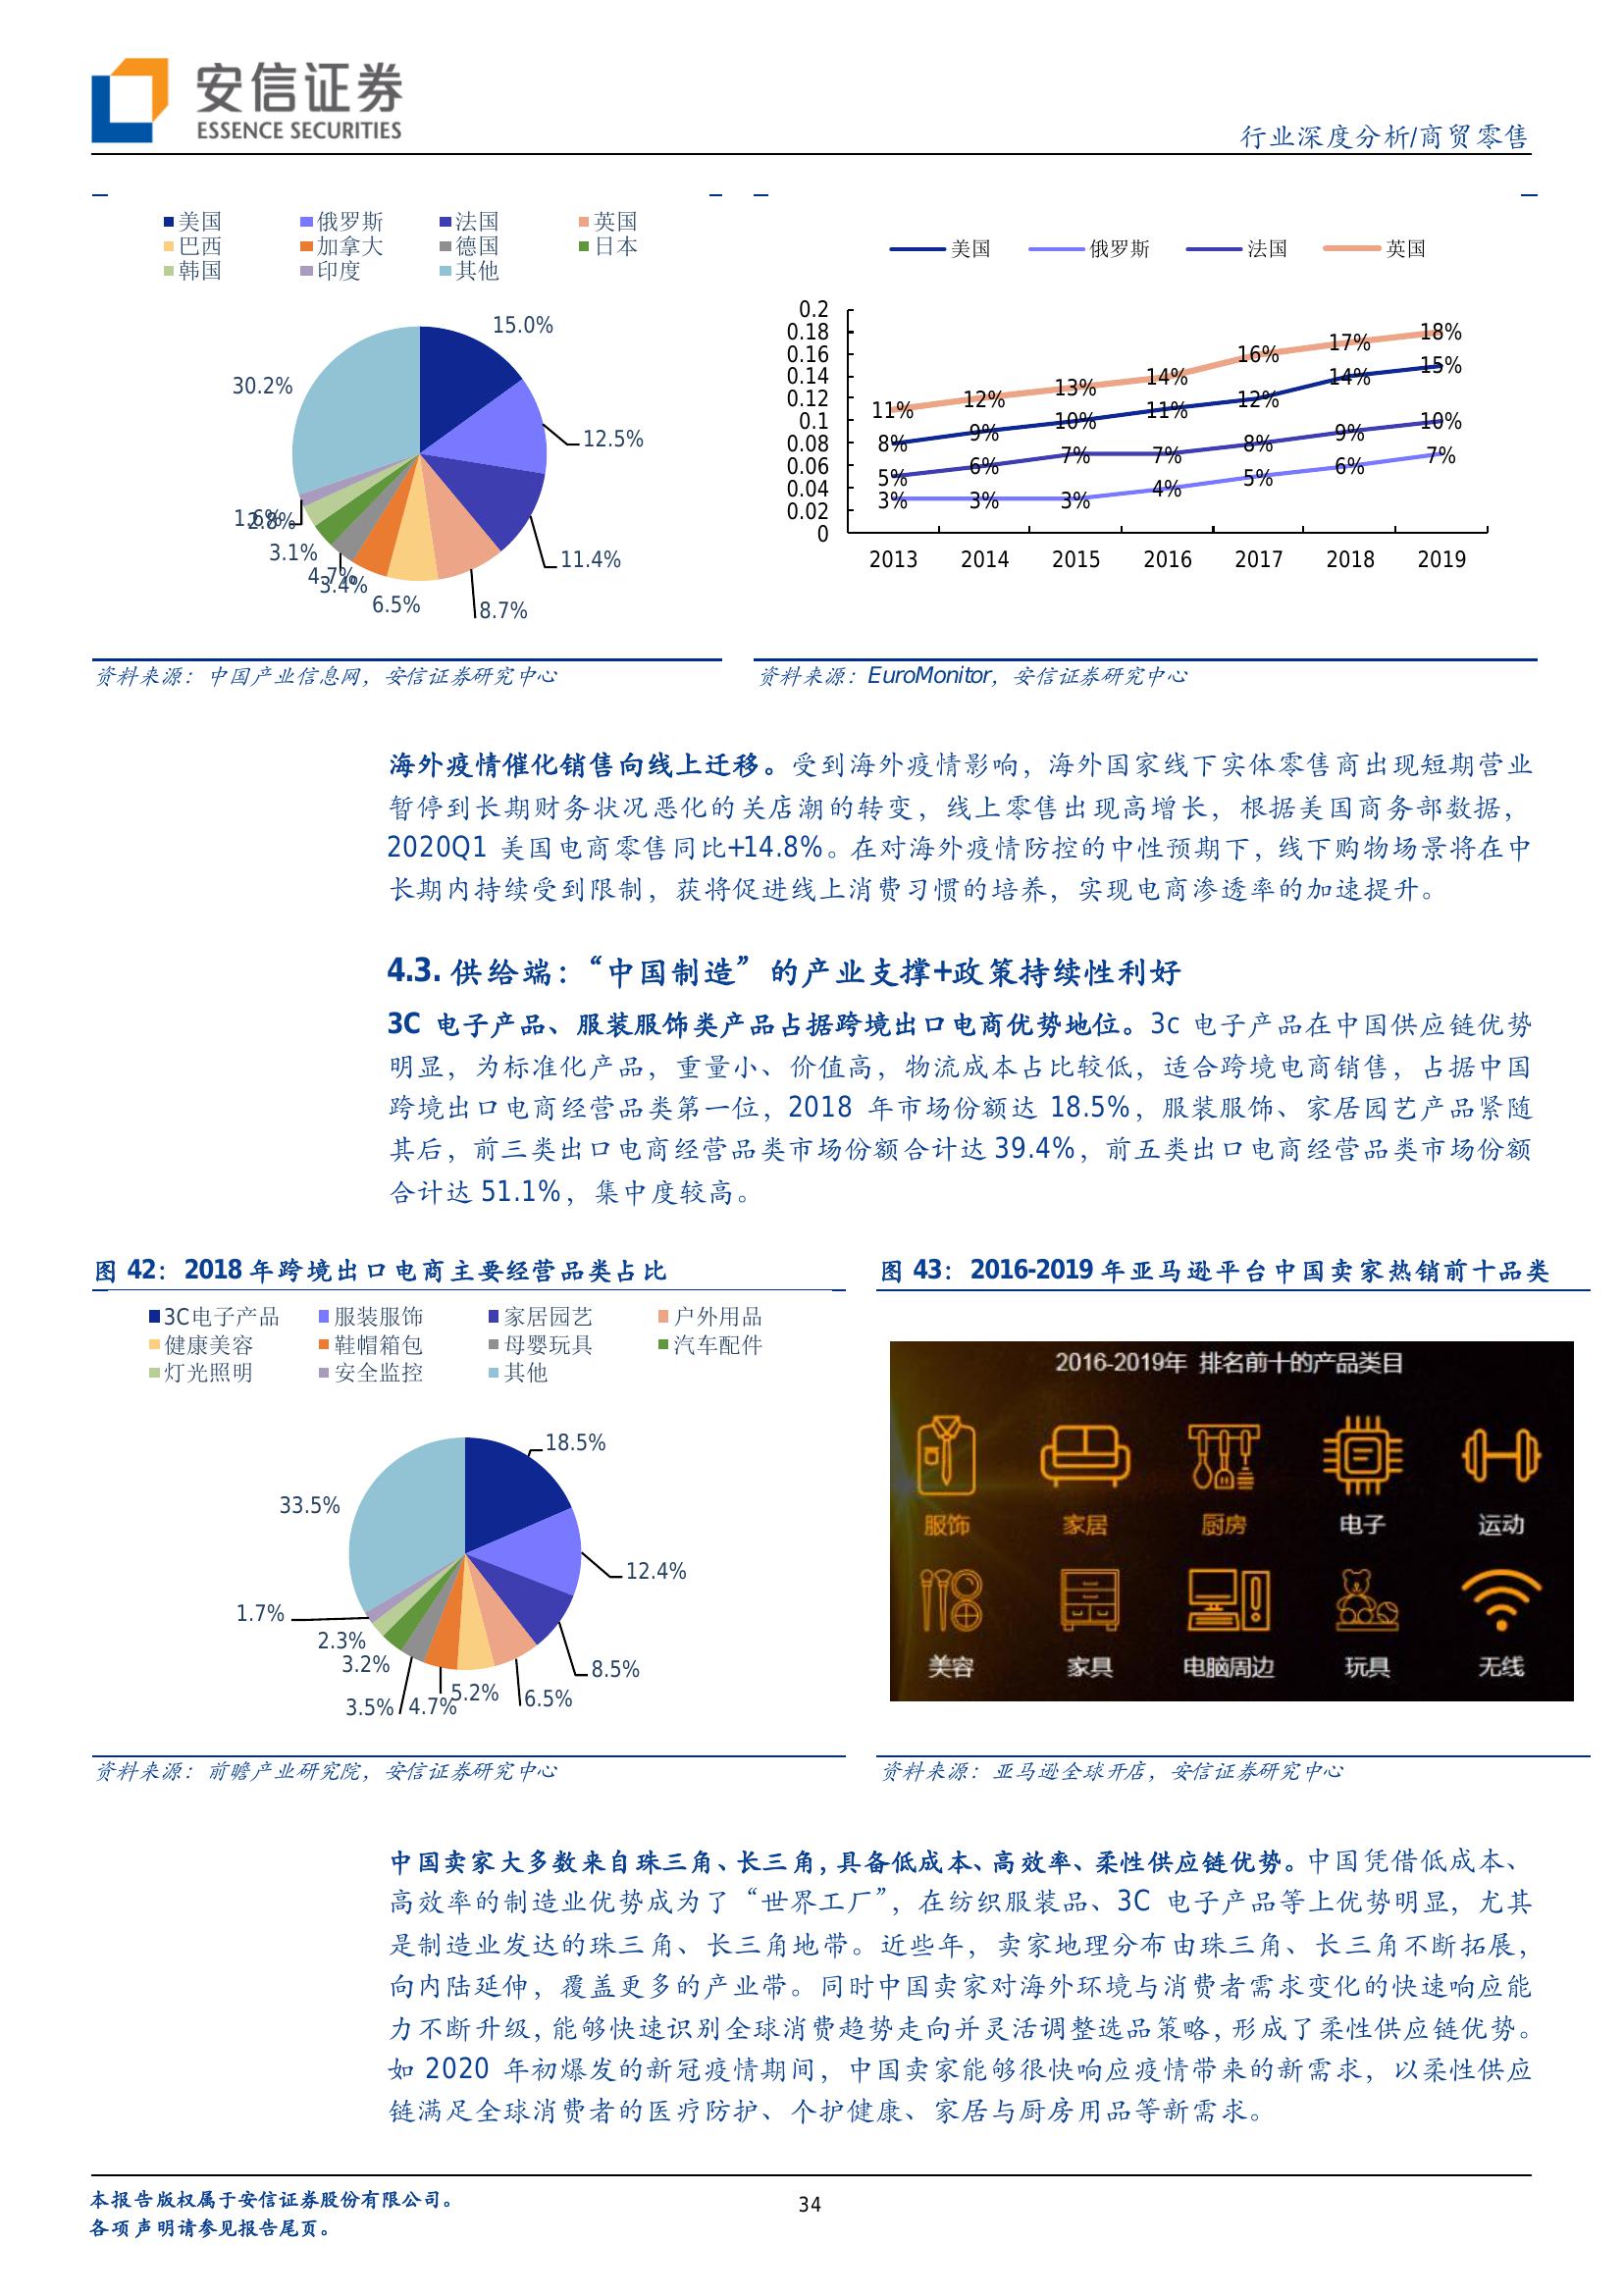 安信证券
ESSENCE SECURITIES
行业深度分析/商贸零售
美国 俄罗斯 法国 英国
巴西 加拿大 德国 日本
韩国 印度 其他
15.0%
12.5%
11.4%
8.7%
6.5%
4.7%
3.4%
3.1%
2.8%
1.6%
30.2%
美国 俄罗斯 法国 英国
0.2
0.18
0.16
0.14
0.12
0.1
0.08
0.06
0.04
0.02
0
11% 12% 13% 14% 16% 17% 18%
8% 9% 10% 11% 12% 14% 15%
5% 6% 7% 7% 8% 9% 10%
3% 3% 3% 4% 5% 6% 7%
2013 2014 2015 2016 2017 2018 2019
资料来源：中国产业信息网，安信证券研究中心
资料来源：EuroMonitor，安信证券研究中心
海外疫情催化销售向线上迁移。受到海外疫情影响，海外国家线下实体零售商出现短期营业
暂停到长期财务状况恶化的关店潮的转变，线上零售出现高增长，根据美国商务部数据，
2020Q1 美国电商零售同比+14.8%。在对海外疫情防控的中性预期下，线下购物场景将在中
长期内持续受到限制，获将促进线上消费习惯的培养，实现电商渗透率的加速提升。
4.3. 供给端：“中国制造”的产业支撑+政策持续性利好
3C 电子产品、服装服饰类产品占据跨境出口电商优势地位。3c 电子产品在中国供应链优势
明显，为标准化产品，重量小、价值高，物流成本占比较低，适合跨境电商销售，占据中国
跨境出口电商经营品类第一位，2018 年市场份额达 18.5%，服装服饰、家居园艺产品紧随
其后，前三类出口电商经营品类市场份额合计达 39.4%，前五类出口电商经营品类市场份额
合计达 51.1%，集中度较高。
图 42：2018 年跨境出口电商主要经营品类占比
3C电子产品 服装服饰 家居园艺 户外用品
健康美容 鞋帽箱包 母婴玩具 汽车配件
灯光照明 安全监控 其他
18.5%
12.4%
8.5%
6.5%
5.2%
4.7%
3.5%
3.2%
2.3%
1.7%
33.5%
资料来源：前瞻产业研究院，安信证券研究中心
图 43：2016-2019 年亚马逊平台中国卖家热销前十品类
2016-2019年 排名前十的产品类目
服饰 家居 厨房 电子 运动
美容 家具 电脑周边 玩具 无线
资料来源：亚马逊全球开店，安信证券研究中心
中国卖家大多数来自珠三角、长三角，具备低成本、高效率、柔性供应链优势。中国凭借低成本、
高效率的制造业优势成为了“世界工厂”，在纺织服装品、3C 电子产品等上优势明显，尤其
是制造业发达的珠三角、长三角地带。近些年，卖家地理分布由珠三角、长三角不断拓展，
向内陆延伸，覆盖更多的产业带。同时中国卖家对海外环境与消费者需求变化的快速响应能
力不断升级，能够快速识别全球消费趋势走向并灵活调整选品策略，形成了柔性供应链优势。
如 2020 年初爆发的新冠疫情期间，中国卖家能够很快响应疫情带来的新需求，以柔性供应
链满足全球消费者的医疗防护、个护健康、家居与厨房用品等新需求。
本报告版权属于安信证券股份有限公司。
各项声明请参见报告尾页。
34